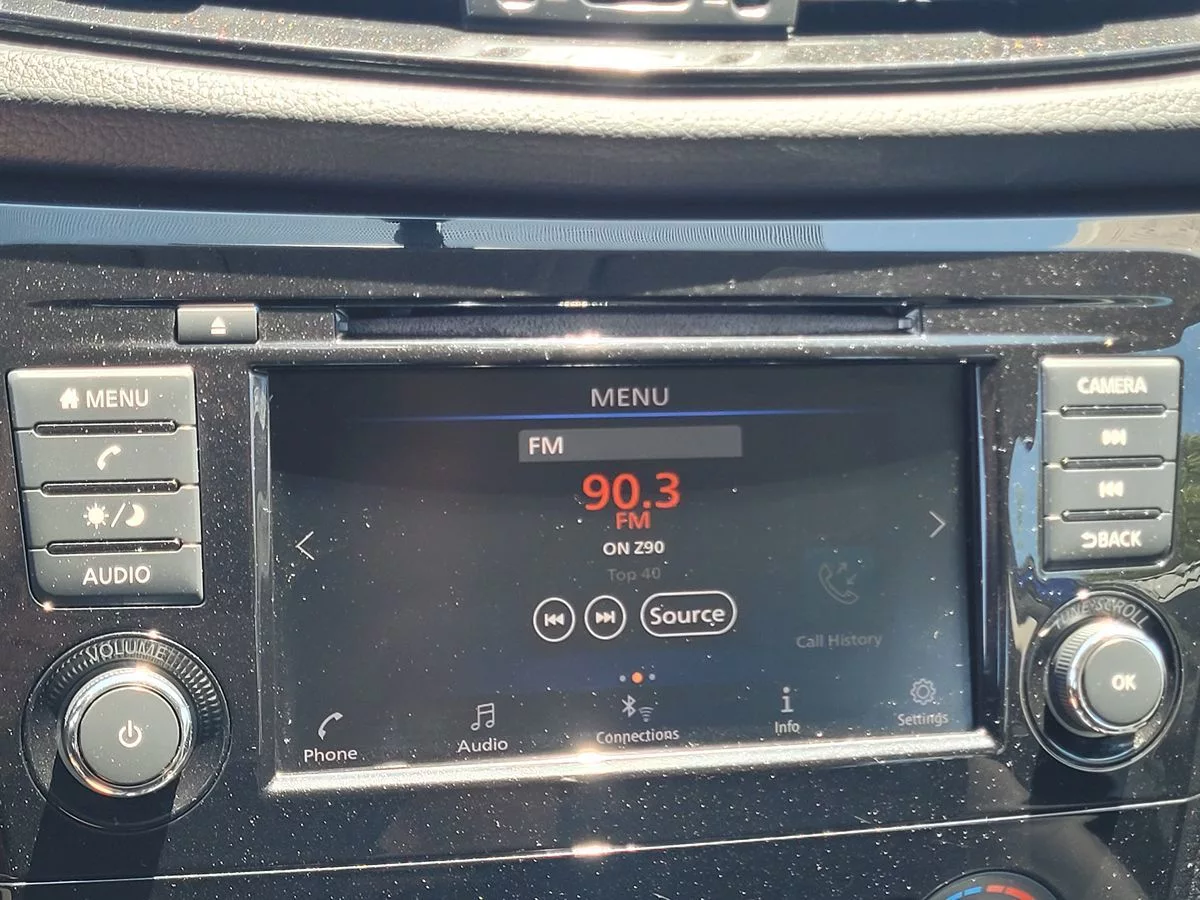 MENU
AUDIO
VOLUME
MENU
FM
90.3
FM
ON Z90
Top 40
Source
Call History
Phone
Audio
Connections
Info
Settings
CAMERA
BACK
TUNE·SCROLL
OK